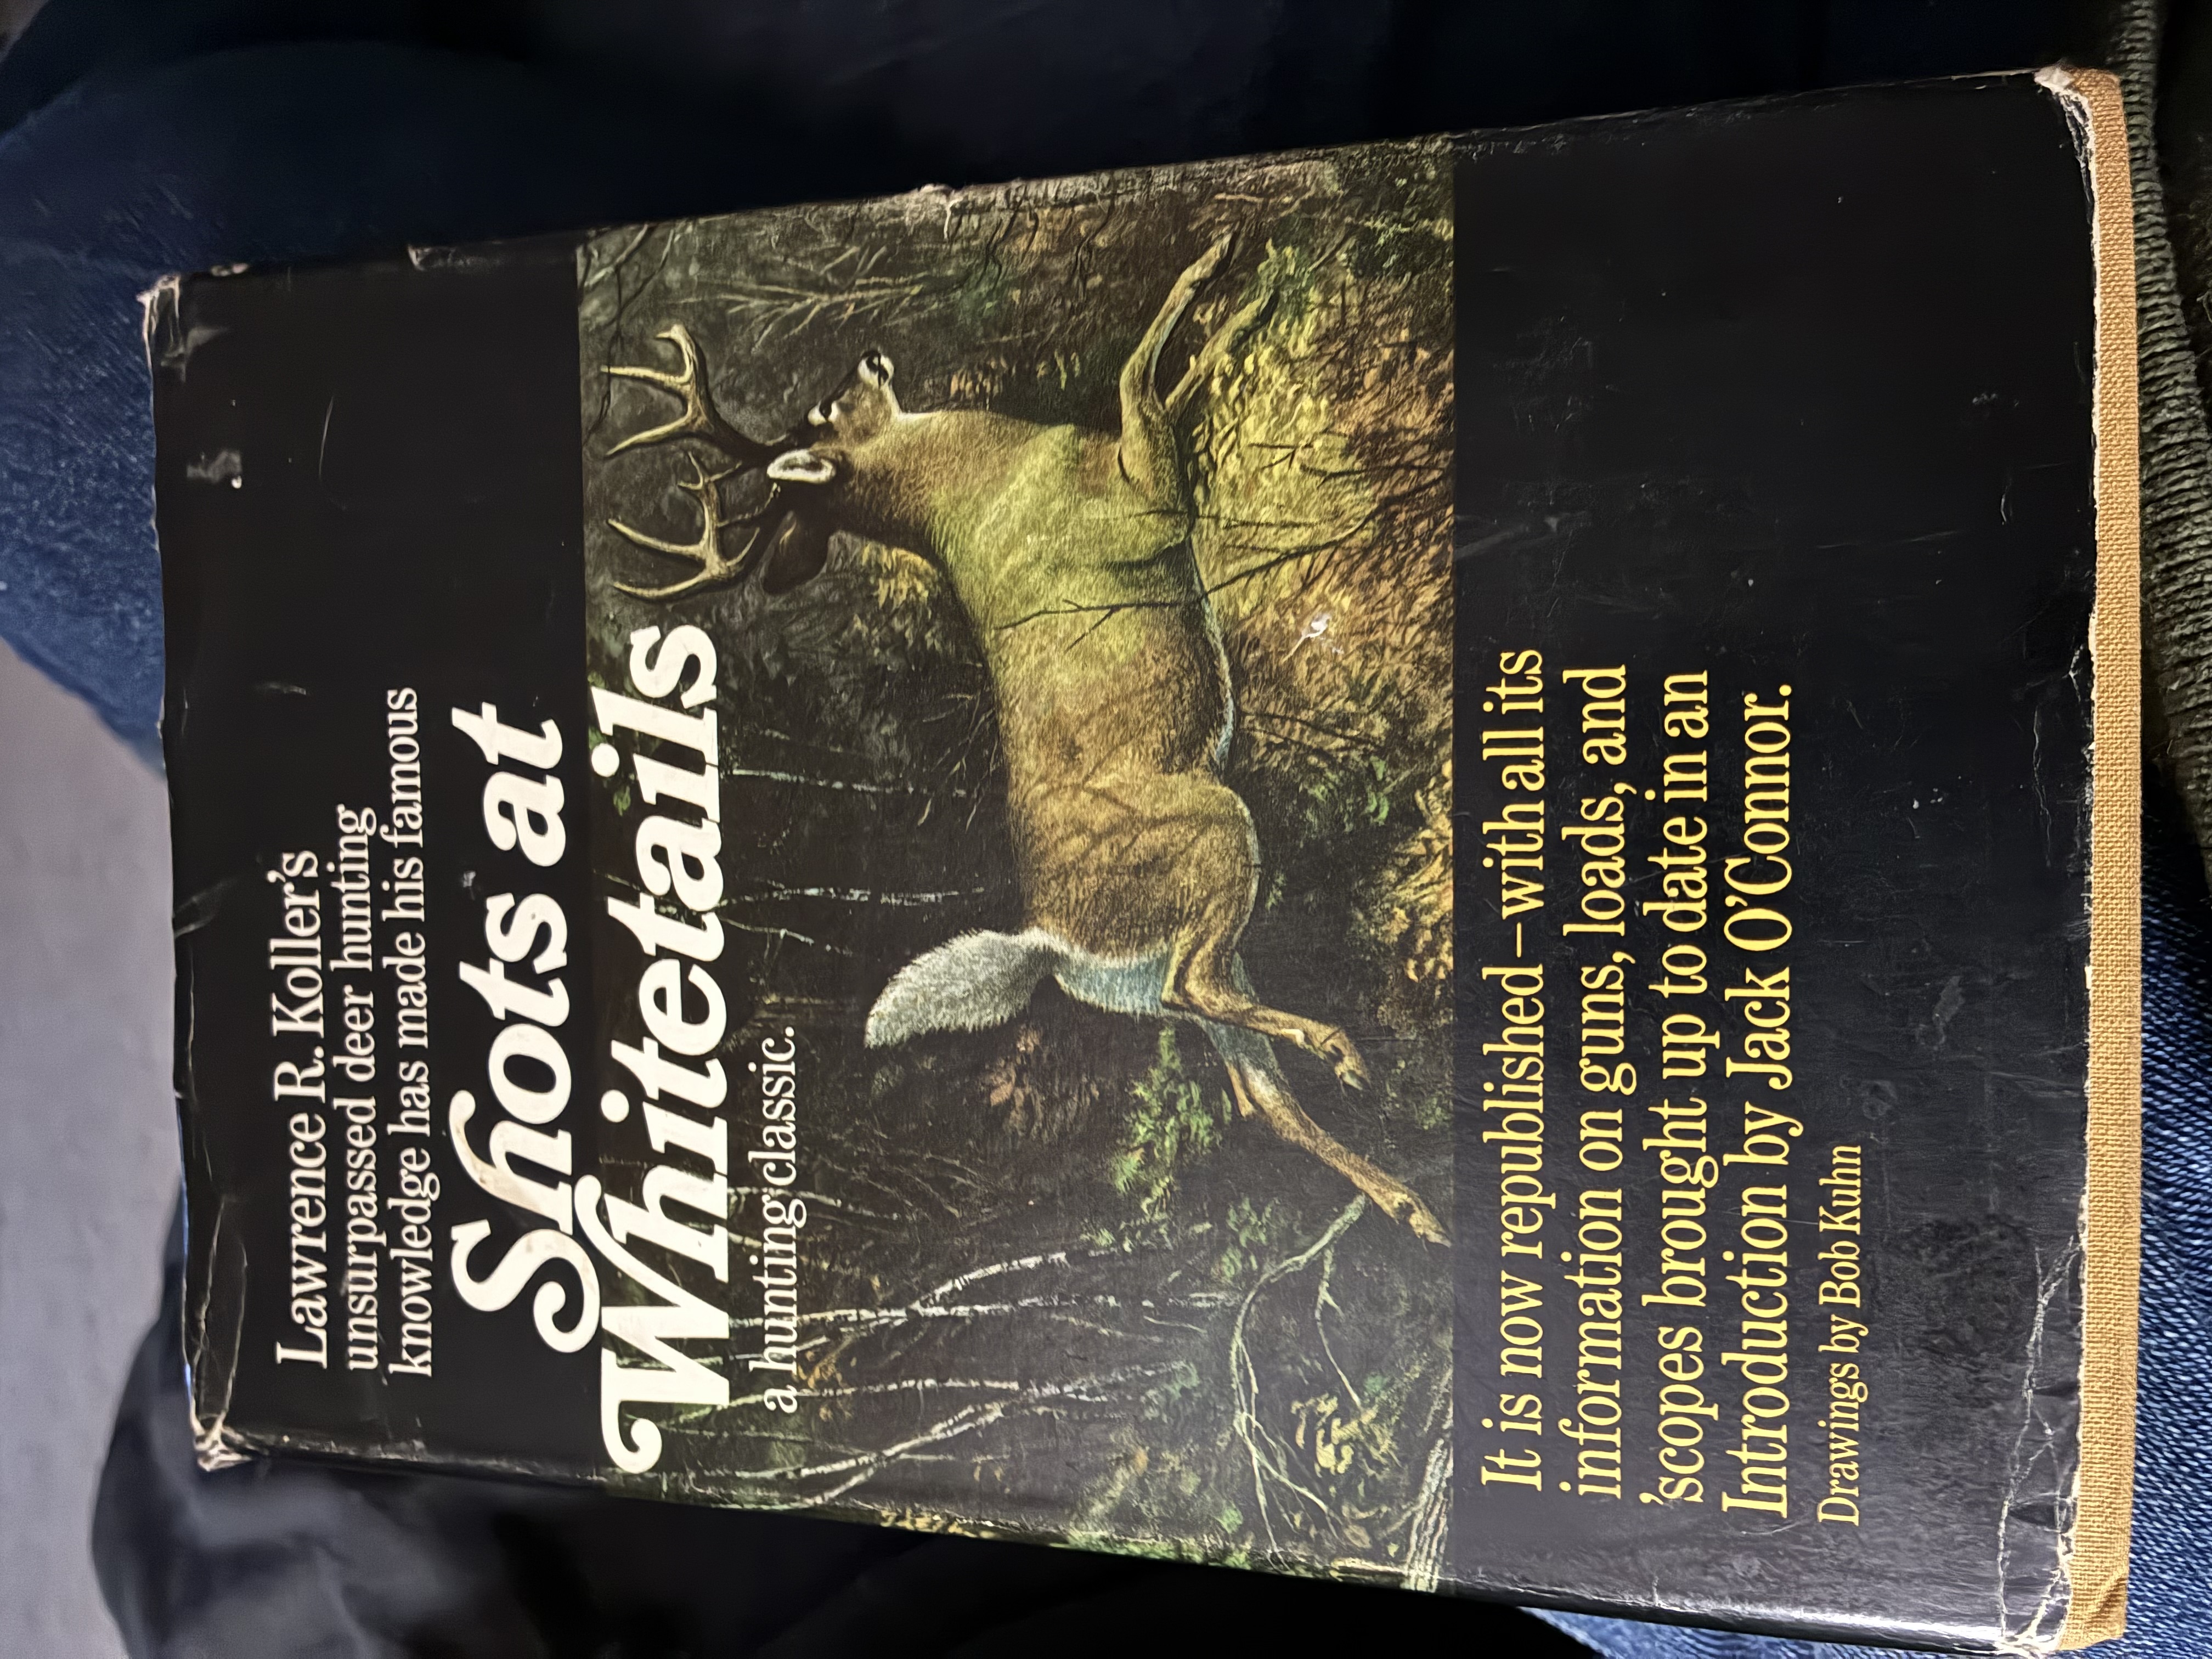 Lawrence R. Koller's
unsurpassed deer hunting
knowledge has made his famous
Shots at
Whitetails
a hunting classic.
It is now republished—with all its
information on guns, loads, and
'scopes brought up to date in an
Introduction by Jack O'Connor.
Drawings by Bob Kuhn